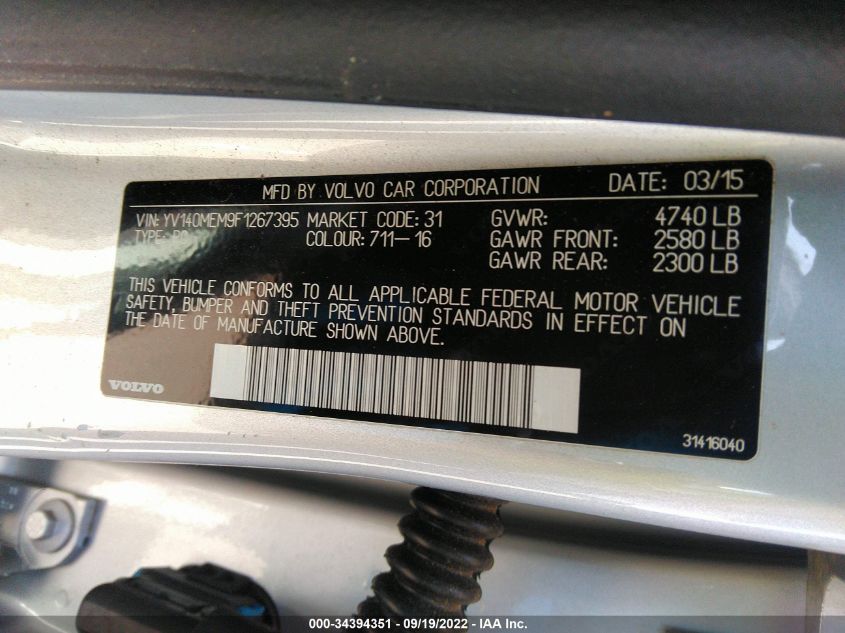 MFD BY VOLVO CAR CORPORATION DATE: 03/15
VIN: YV140MEM9F1267395 MARKET CODE: 31 GVWR: 4740 LB
TYPE: COLOUR: 711-16 GAWR FRONT: 2580 LB
GAWR REAR: 2300 LB
THIS VEHICLE CONFORMS TO ALL APPLICABLE FEDERAL MOTOR VEHICLE
SAFETY, BUMPER AND THEFT PREVENTION STANDARDS IN EFFECT ON
THE DATE OF MANUFACTURE SHOWN ABOVE.
VOLVO
31416040
000-34394351 - 09/19/2022 - IAA Inc.